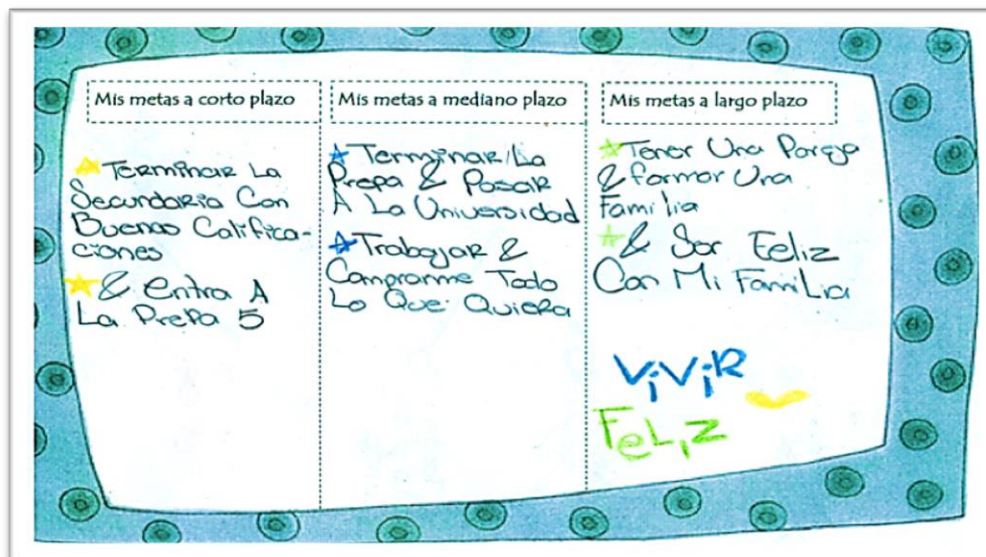 Mis metas a corto plazo
Terminar La
Secundaria Con
Buenas Califica-
ciones
& Entra A
La Prepa 5
Mis metas a mediano plazo
Terminar La
Prepa & Pasar
A La Universidad
Trabajar &
Comprarme Todo
Lo Que Quiera
Mis metas a largo plazo
Tener Una Pareja
& formar Una
Familia
& Ser Feliz
Con Mi Familia
ViViR
FeLiz